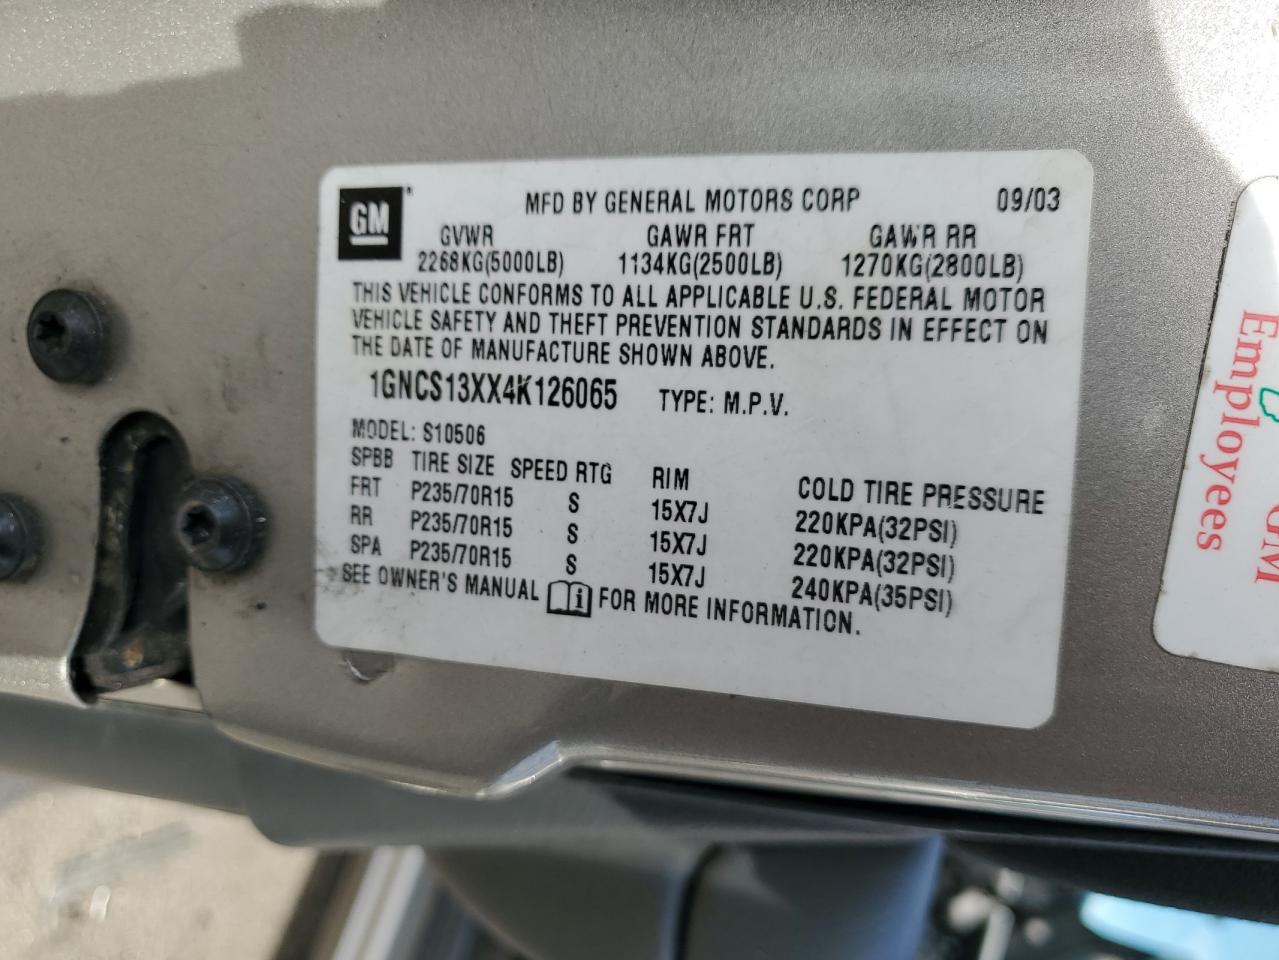 GM ® MFD BY GENERAL MOTORS CORP 09/03
GVWR GAWR FRT GAWR RR
2268KG(5000LB) 1134KG(2500LB) 1270KG(2800LB)
THIS VEHICLE CONFORMS TO ALL APPLICABLE U.S. FEDERAL MOTOR
VEHICLE SAFETY AND THEFT PREVENTION STANDARDS IN EFFECT ON
THE DATE OF MANUFACTURE SHOWN ABOVE.
1GNCS13XX4K126065 TYPE: M.P.V.
MODEL: S10506
SPBB TIRE SIZE SPEED RTG RIM COLD TIRE PRESSURE
FRT P235/70R15 S 15X7J 220KPA(32PSI)
RR P235/70R15 S 15X7J 220KPA(32PSI)
SPA P235/70R15 S 15X7J 240KPA(35PSI)
SEE OWNER'S MANUAL i FOR MORE INFORMATION.
Employees
GM